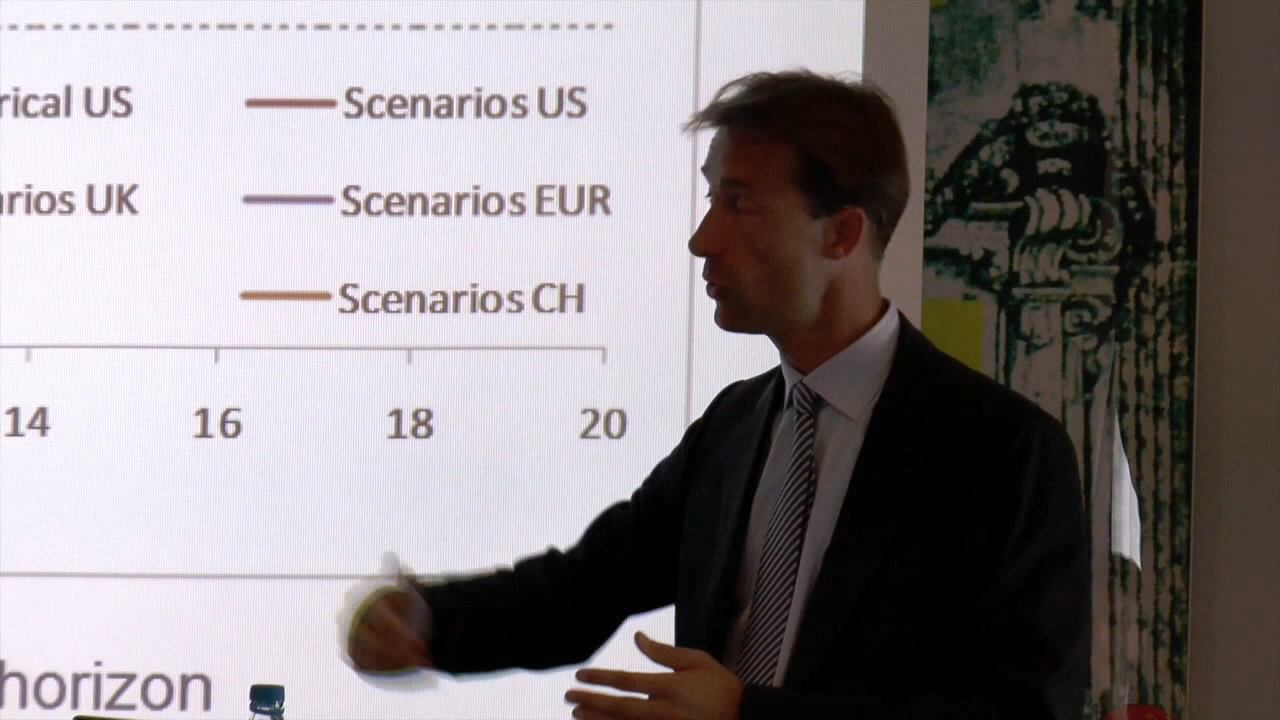 rical US Scenarios US
arios UK Scenarios EUR
Scenarios CH
14 16 18 20
horizon